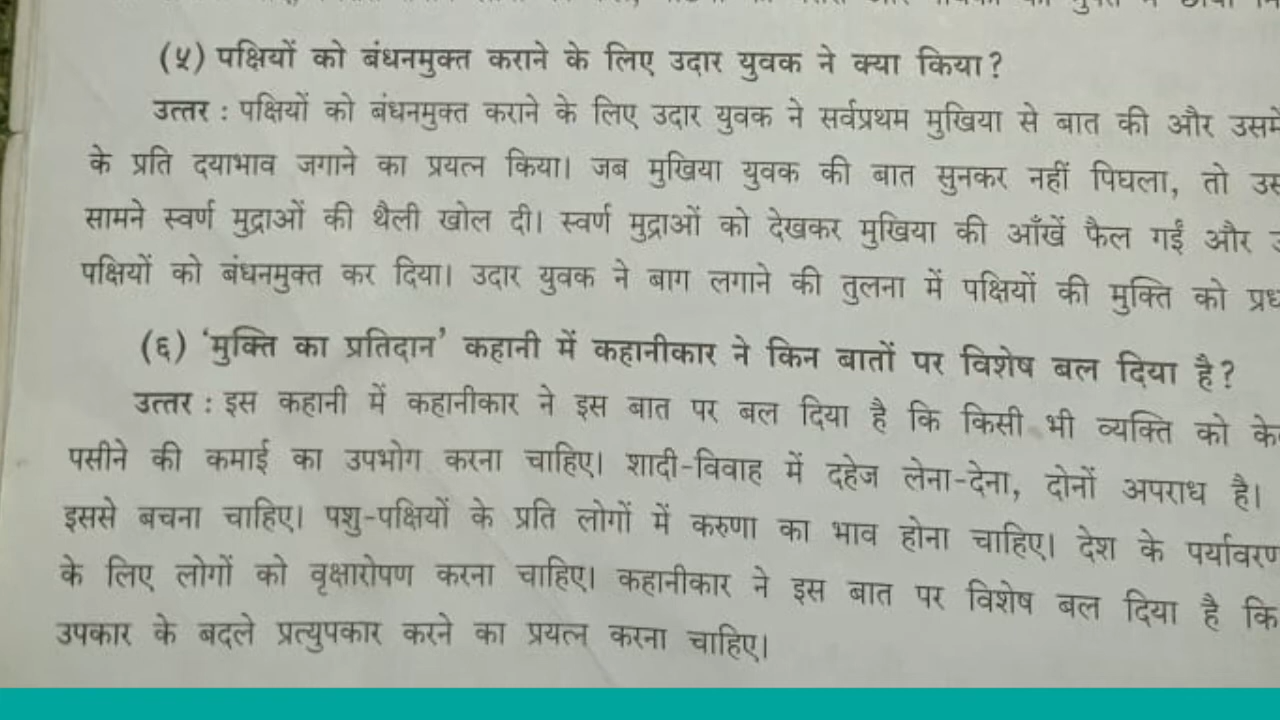 (५) पक्षियों को बंधनमुक्त कराने के लिए उदार युवक ने क्या किया?
उत्तर : पक्षियों को बंधनमुक्त कराने के लिए उदार युवक ने सर्वप्रथम मुखिया से बात की और
के प्रति दयाभाव जगाने का प्रयत्न किया। जब मुखिया युवक की बात सुनकर नहीं पिघला, तो
सामने स्वर्ण मुद्राओं की थैली खोल दी। स्वर्ण मुद्राओं को देखकर मुखिया की आँखें फैल गईं और
पक्षियों को बंधनमुक्त कर दिया। उदार युवक ने बाग लगाने की तुलना में पक्षियों की मुक्ति को
(६) 'मुक्ति का प्रतिदान' कहानी में कहानीकार ने किन बातों पर विशेष बल दिया है?
उत्तर : इस कहानी में कहानीकार ने इस बात पर बल दिया है कि किसी भी व्यक्ति को
पसीने की कमाई का उपभोग करना चाहिए। शादी-विवाह में दहेज लेना-देना, दोनों अपराध है।
इससे बचना चाहिए। पशु-पक्षियों के प्रति लोगों में करुणा का भाव होना चाहिए। देश के पर्यावरण
के लिए लोगों को वृक्षारोपण करना चाहिए। कहानीकार ने इस बात पर विशेष बल दिया है कि
उपकार के बदले प्रत्युपकार करने का प्रयत्न करना चाहिए।